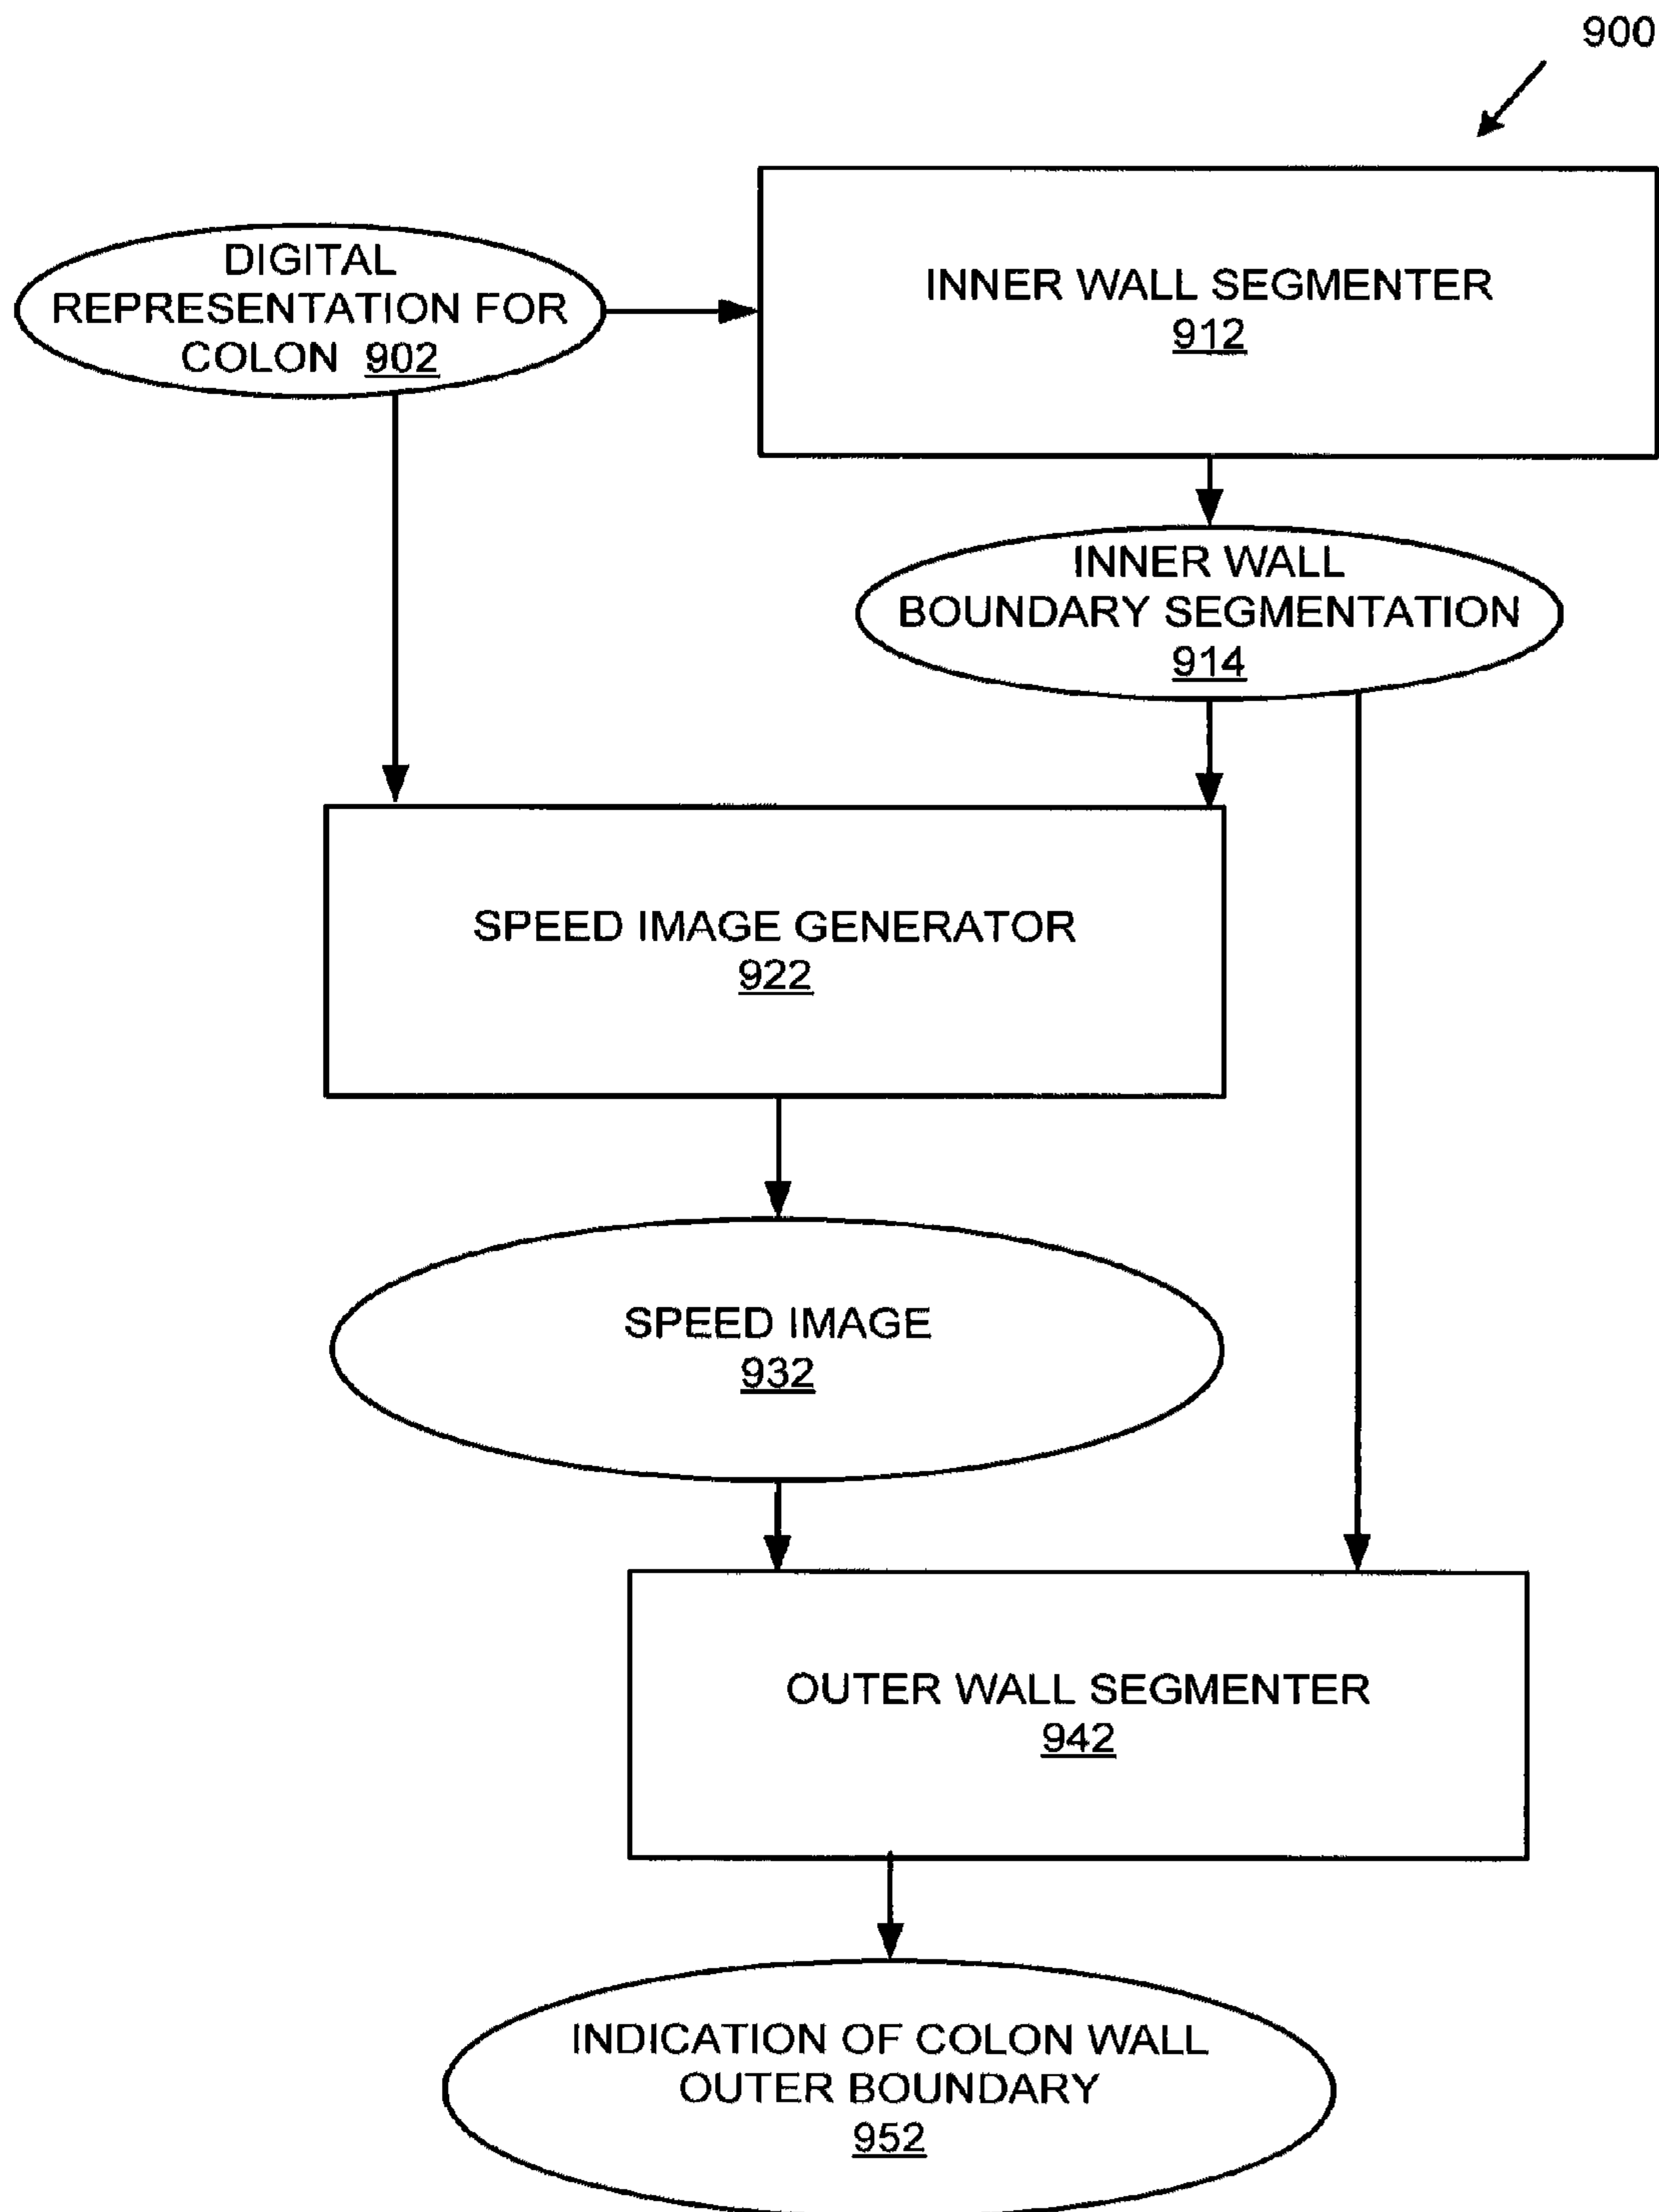 900
DIGITAL
REPRESENTATION FOR
COLON 902
INNER WALL SEGMENTER
912
INNER WALL
BOUNDARY SEGMENTATION
914
SPEED IMAGE GENERATOR
922
SPEED IMAGE
932
OUTER WALL SEGMENTER
942
INDICATION OF COLON WALL
OUTER BOUNDARY
952